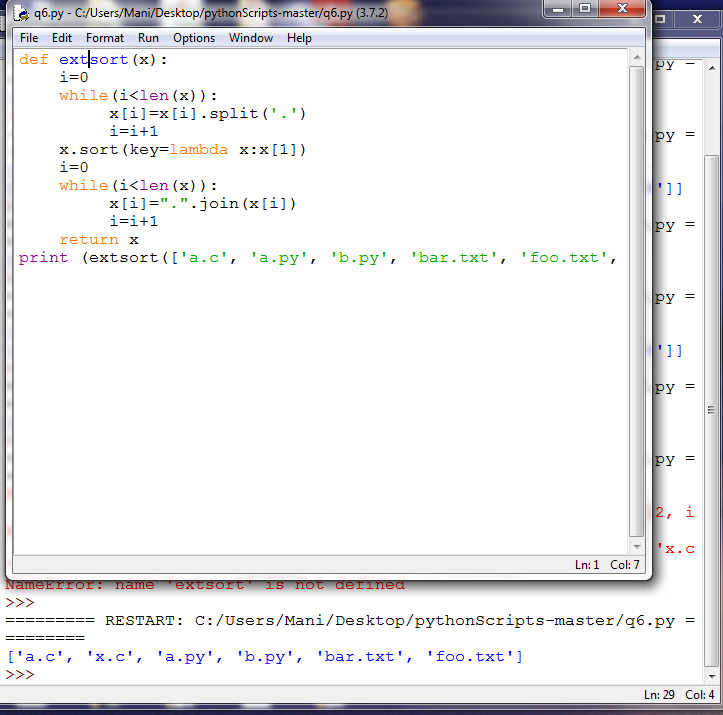 q6.py - C:/Users/Mani/Desktop/pythonScripts-master/q6.py (3.7.2)
File Edit Format Run Options Window Help
def extsort(x):
    i=0
    while(i<len(x)):
         x[i]=x[i].split('.')
         i=i+1
    x.sort(key=lambda x:x[1])
    i=0
    while(i<len(x)):
         x[i]=".".join(x[i])
         i=i+1
    return x
print (extsort(['a.c', 'a.py', 'b.py', 'bar.txt', 'foo.txt',
Ln: 1 Col: 7
py =
py =
']]
py =
py =
']]
py =
py =
2, i
'x.c
NameError: name 'extsort' is not defined
>>>
========= RESTART: C:/Users/Mani/Desktop/pythonScripts-master/q6.py =
========
['a.c', 'x.c', 'a.py', 'b.py', 'bar.txt', 'foo.txt']
>>>
Ln: 29 Col: 4